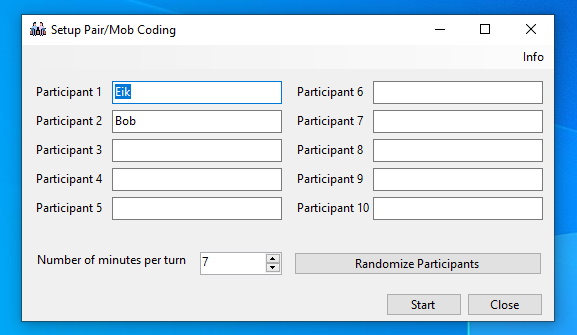 Setup Pair/Mob Coding
Info
Participant 1 Eik Participant 6
Participant 2 Bob Participant 7
Participant 3 Participant 8
Participant 4 Participant 9
Participant 5 Participant 10
Number of minutes per turn 7 Randomize Participants
Start Close